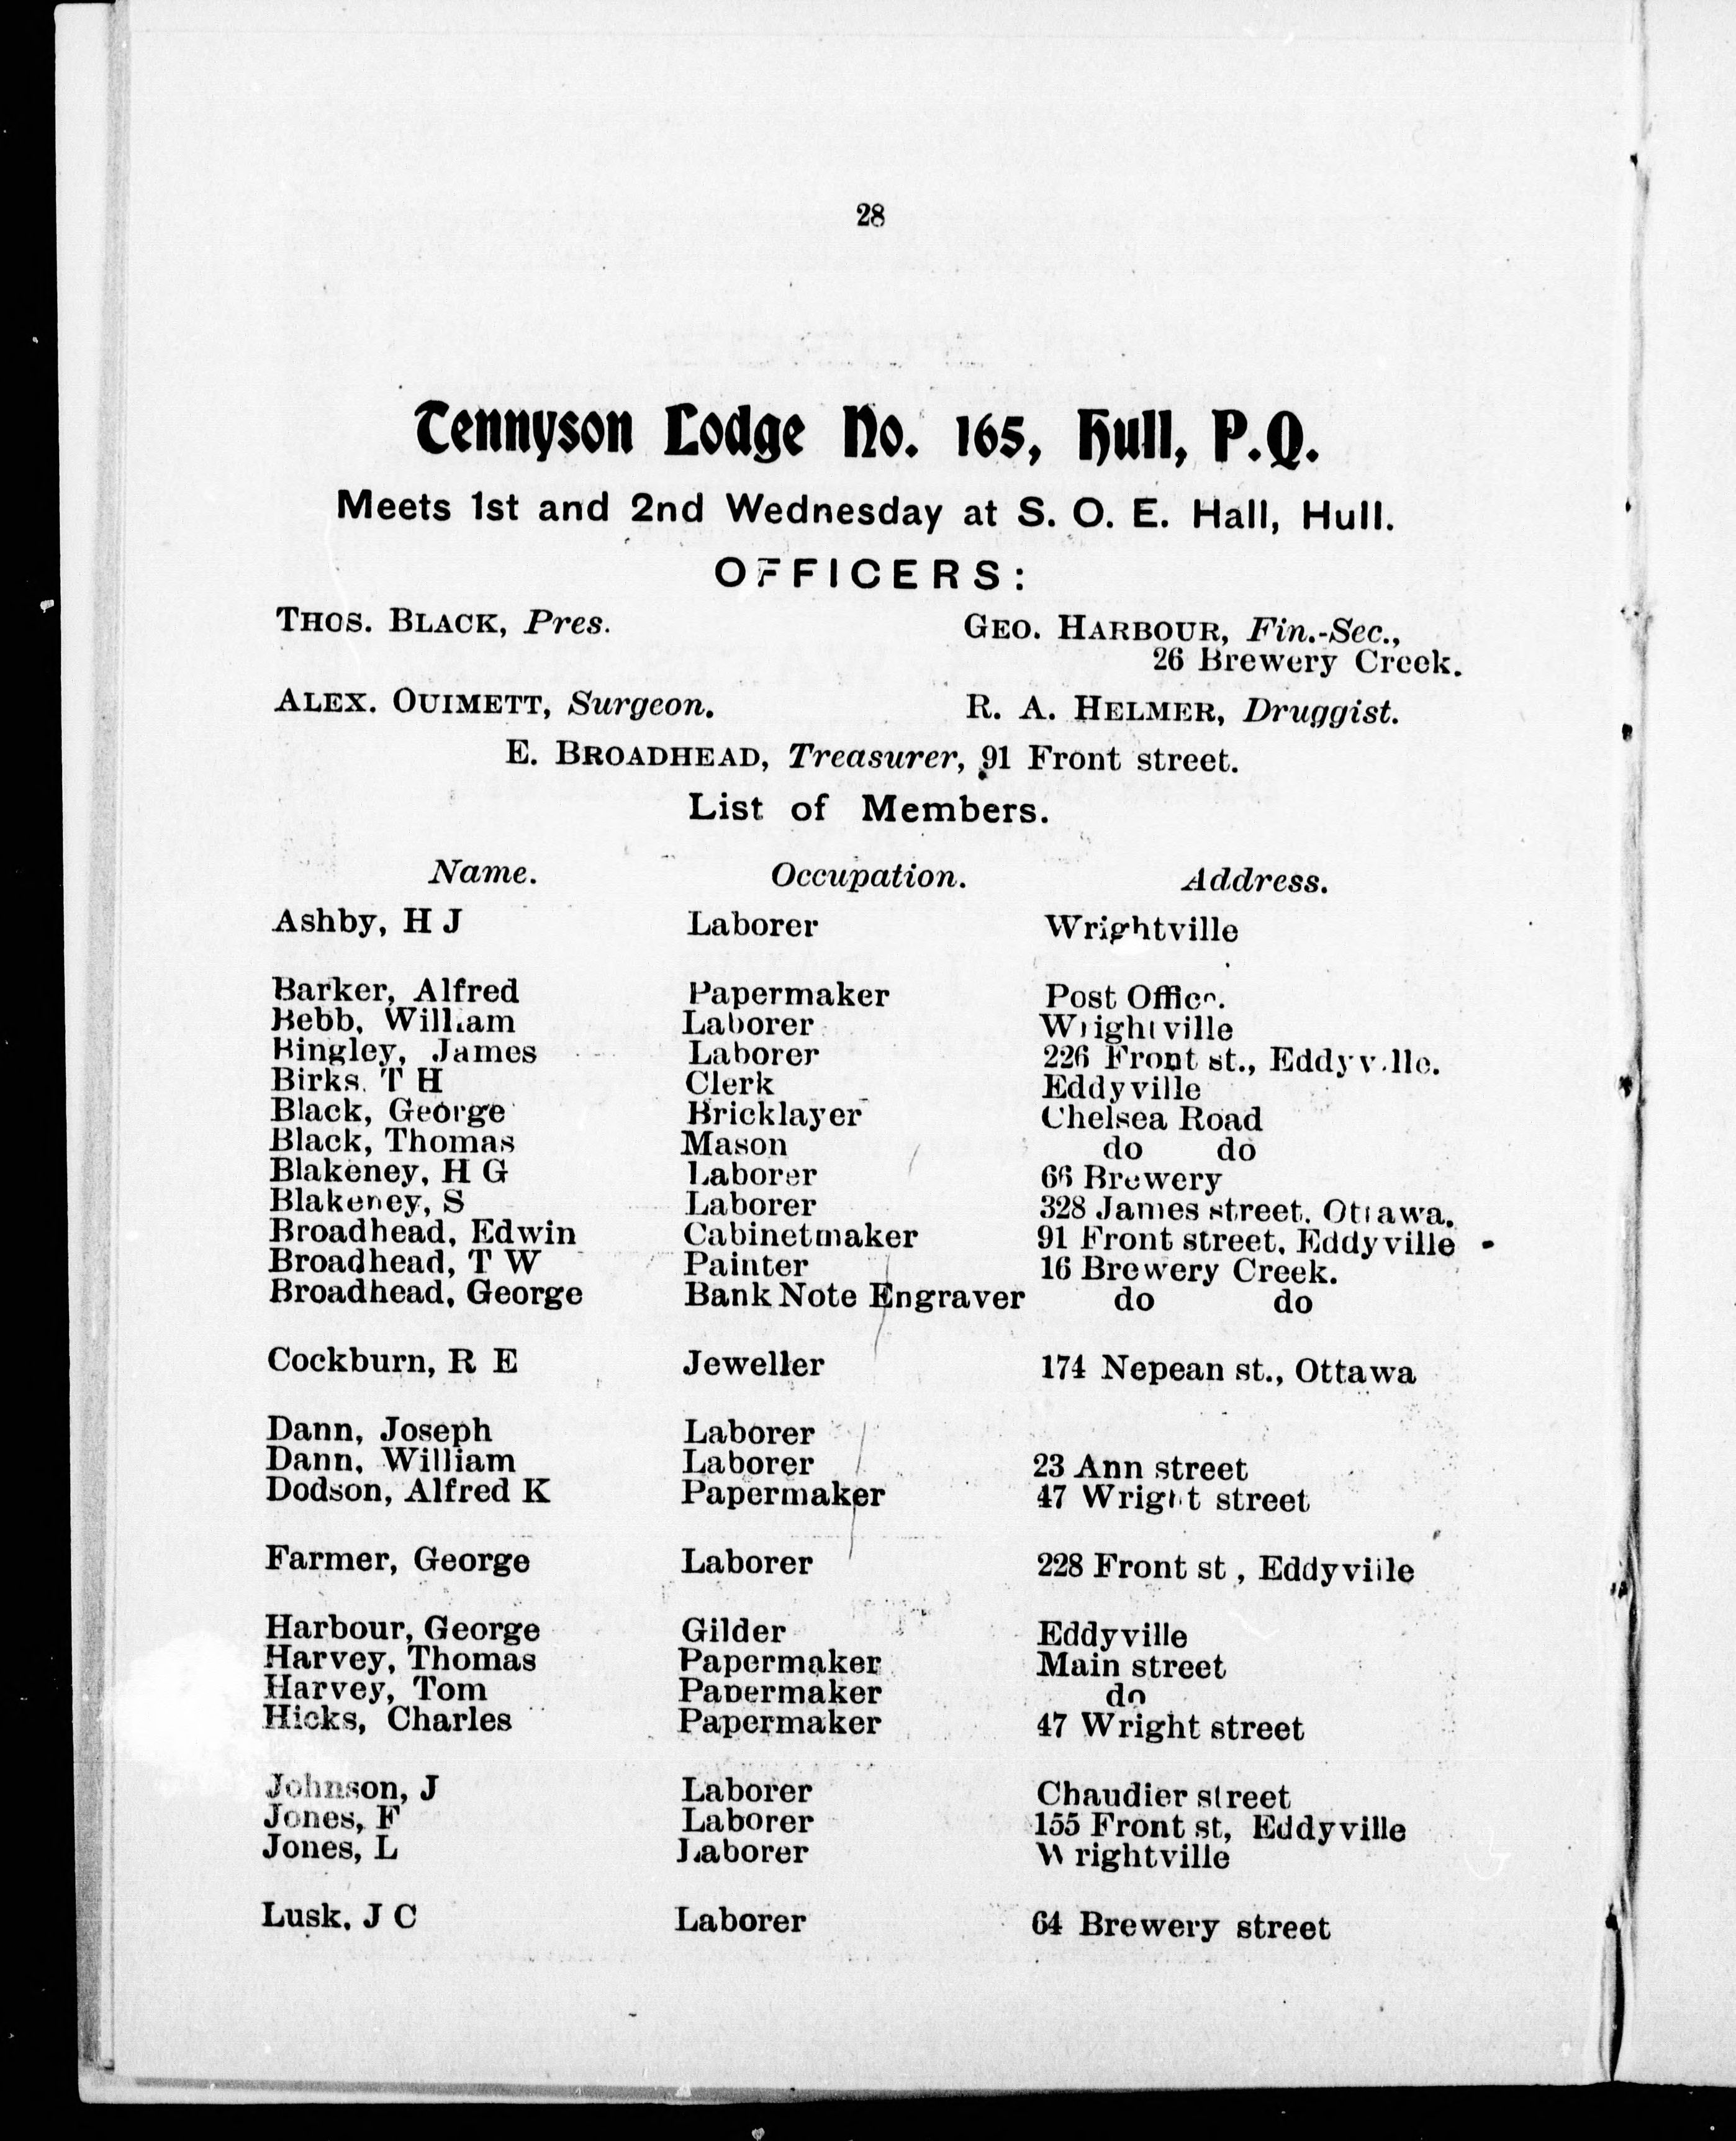 28
Tennyson Lodge No. 165, Hull, P.Q.
Meets 1st and 2nd Wednesday at S. O. E. Hall, Hull.
OFFICERS:
THOS. BLACK, Pres. GEO. HARBOUR, Fin.-Sec.,
26 Brewery Creek.
ALEX. OUIMETT, Surgeon. R. A. HELMER, Druggist.
E. BROADHEAD, Treasurer, 91 Front street.
List of Members.
Name. Occupation. Address.
Ashby, H J Laborer Wrightville
Barker, Alfred Papermaker Post Office.
Bebb, William Laborer Wrightville
Bingley, James Laborer 226 Front st., Eddyville.
Birks, T H Clerk Eddyville
Black, George Bricklayer Chelsea Road
Black, Thomas Mason do do
Blakeney, H G Laborer 66 Brewery
Blakeney, S Laborer 328 James street, Ottawa.
Broadhead, Edwin Cabinetmaker 91 Front street, Eddyville
Broadhead, T W Painter 16 Brewery Creek.
Broadhead, George Bank Note Engraver do do
Cockburn, R E Jeweller 174 Nepean st., Ottawa
Dann, Joseph Laborer
Dann, William Laborer 23 Ann street
Dodson, Alfred K Papermaker 47 Wright street
Farmer, George Laborer 228 Front st , Eddyville
Harbour, George Gilder Eddyville
Harvey, Thomas Papermaker Main street
Harvey, Tom Papermaker do
Hicks, Charles Papermaker 47 Wright street
Johnson, J Laborer Chaudier street
Jones, F Laborer 155 Front st, Eddyville
Jones, L Laborer Wrightville
Lusk, J C Laborer 64 Brewery street